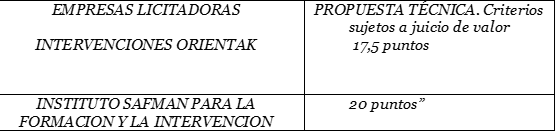 EMPRESAS LICITADORAS
PROPUESTA TÉCNICA. Criterios
sujetos a juicio de valor
INTERVENCIONES ORIENTAK
17,5 puntos
INSTITUTO SAFMAN PARA LA
FORMACION Y LA INTERVENCION
20 puntos”